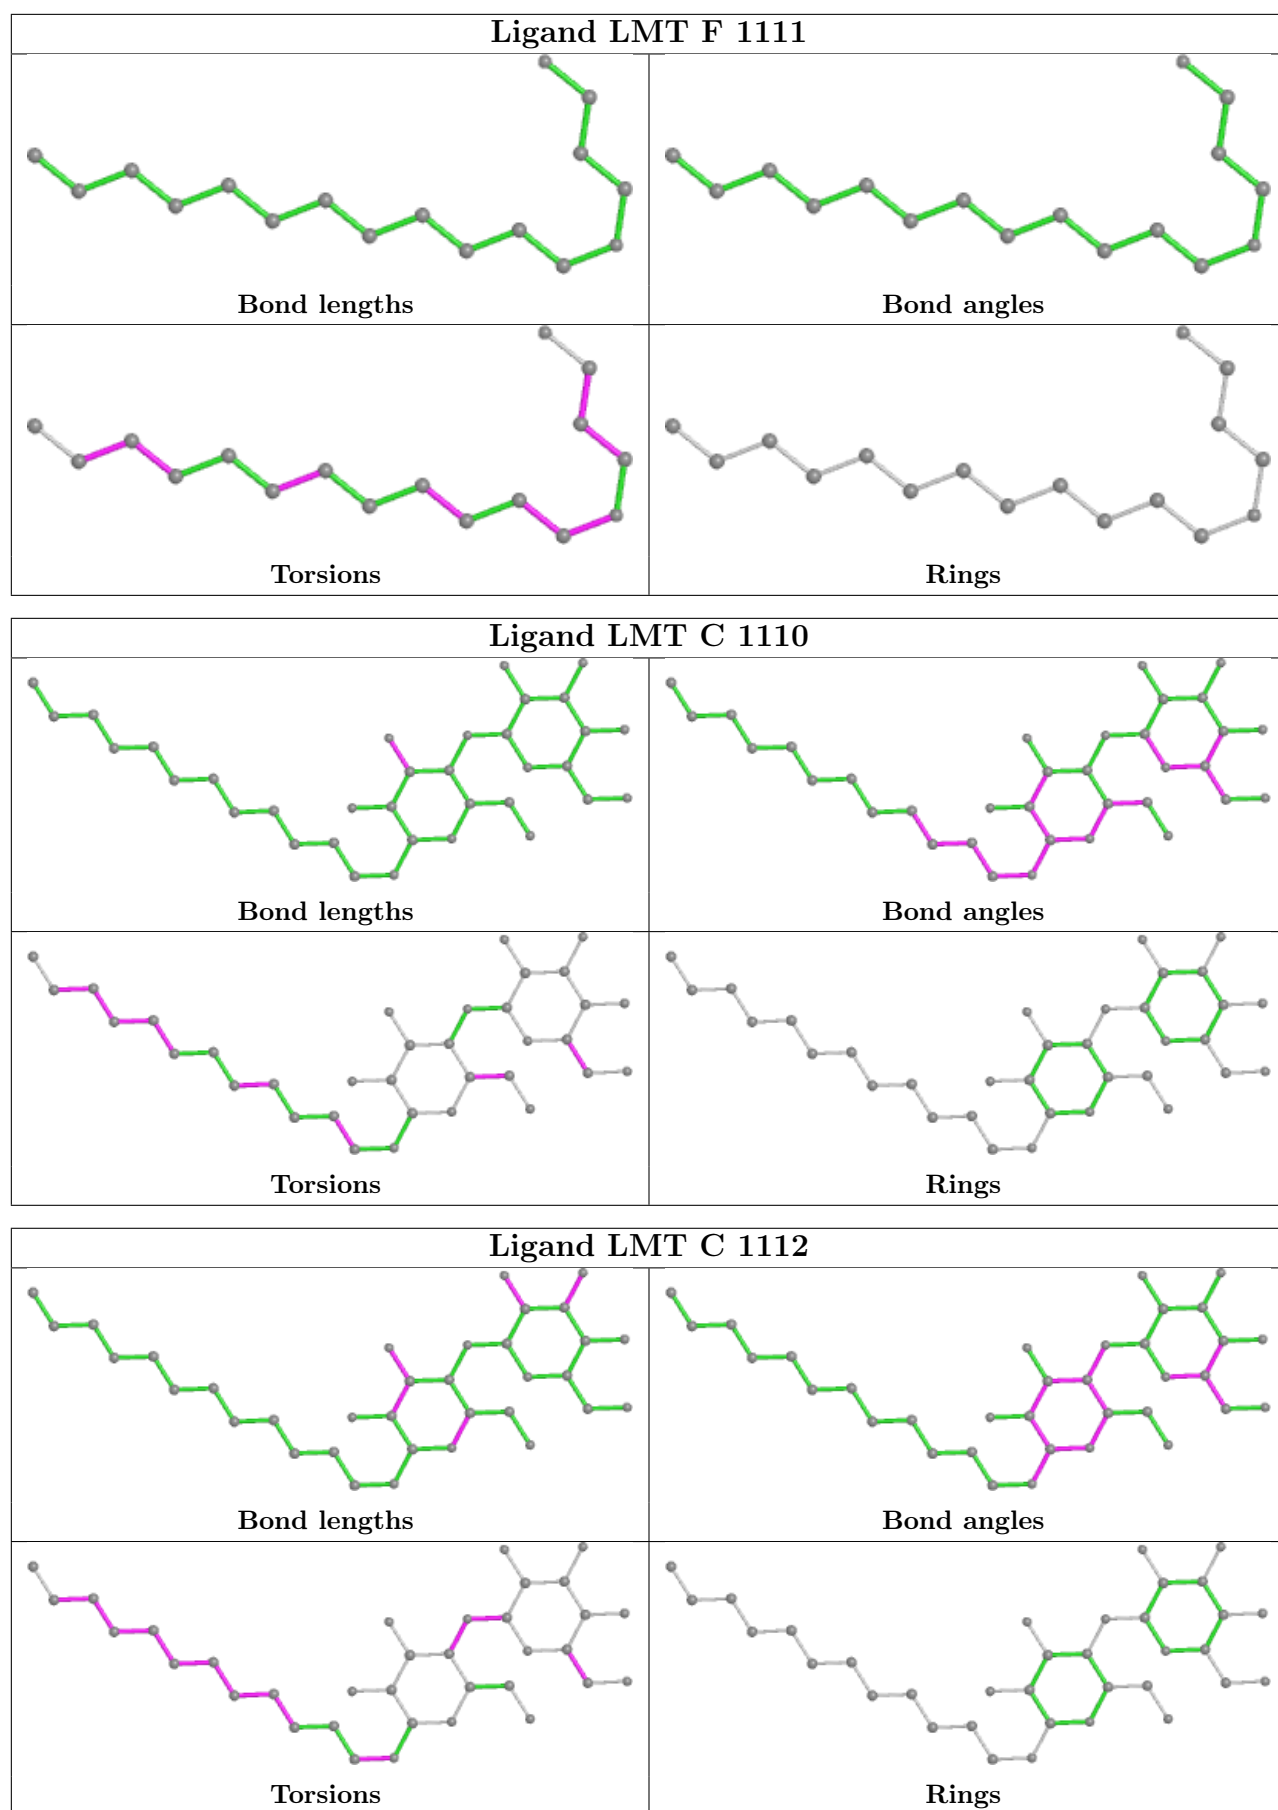 Ligand LMT F 1111
Bond lengths
Bond angles
Torsions
Rings
Ligand LMT C 1110
Bond lengths
Bond angles
Torsions
Rings
Ligand LMT C 1112
Bond lengths
Bond angles
Torsions
Rings